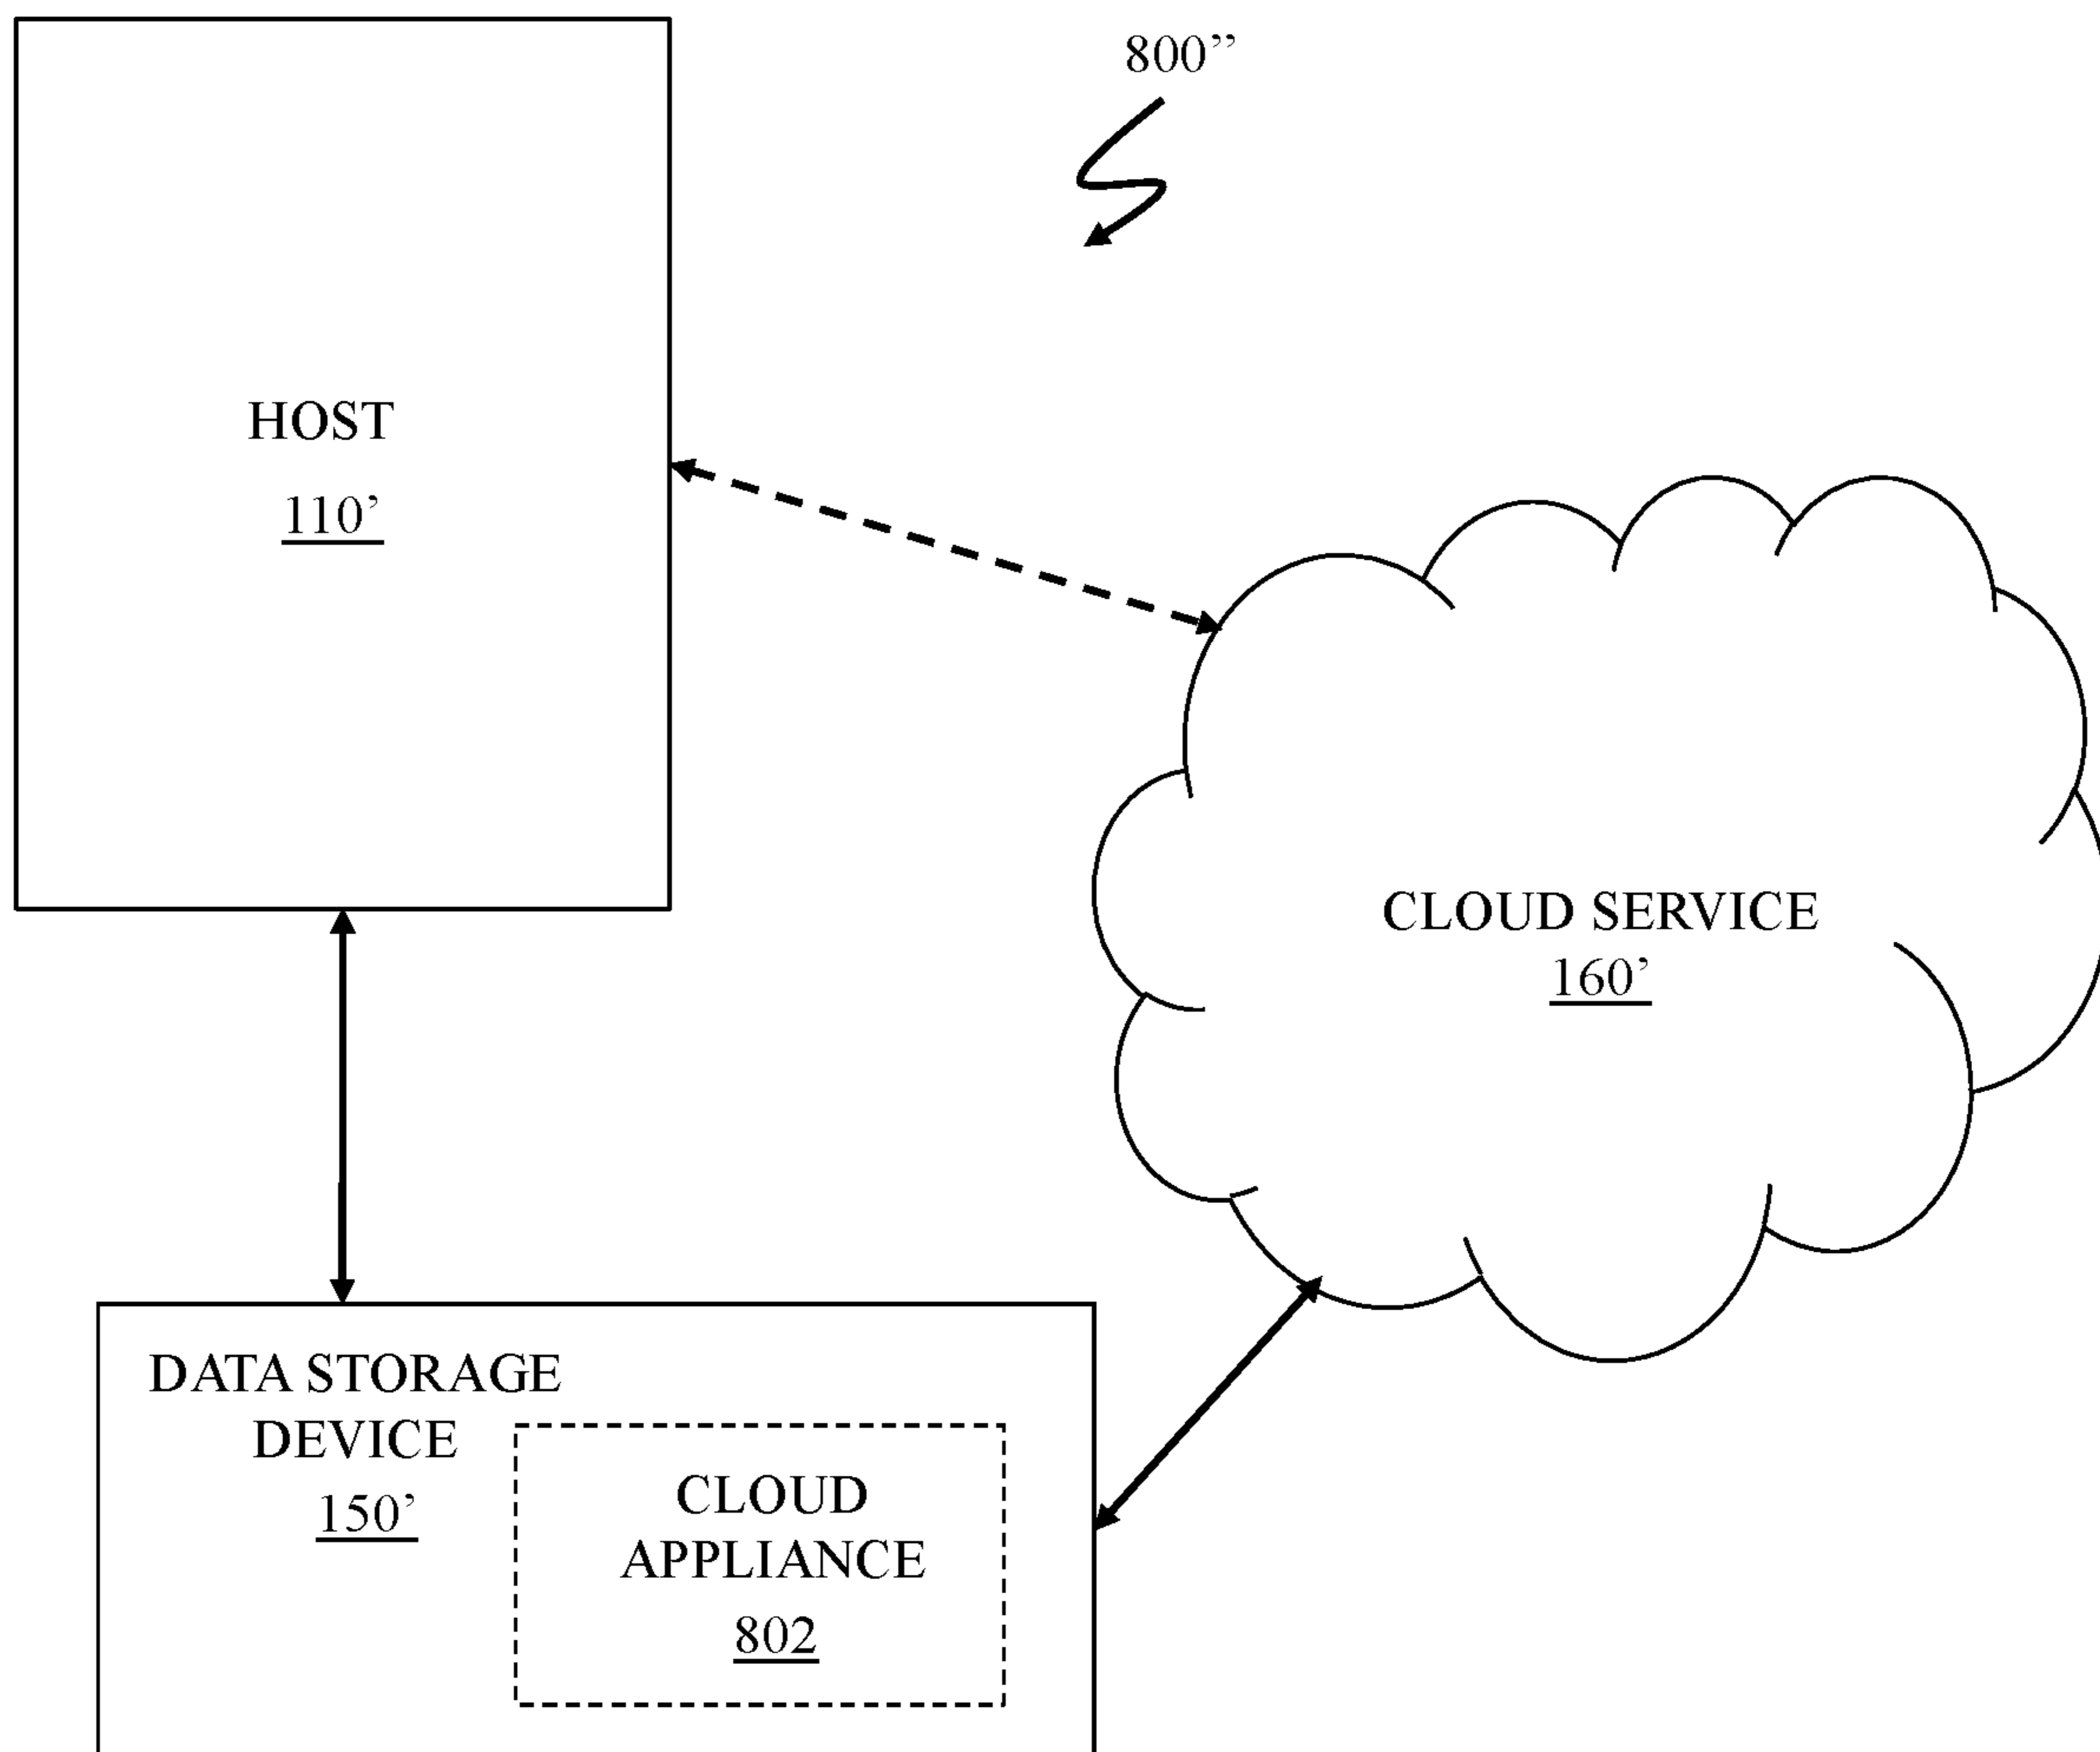 800”
HOST
110’
CLOUD SERVICE
160’
DATA STORAGE
DEVICE
150’
CLOUD
APPLIANCE
802